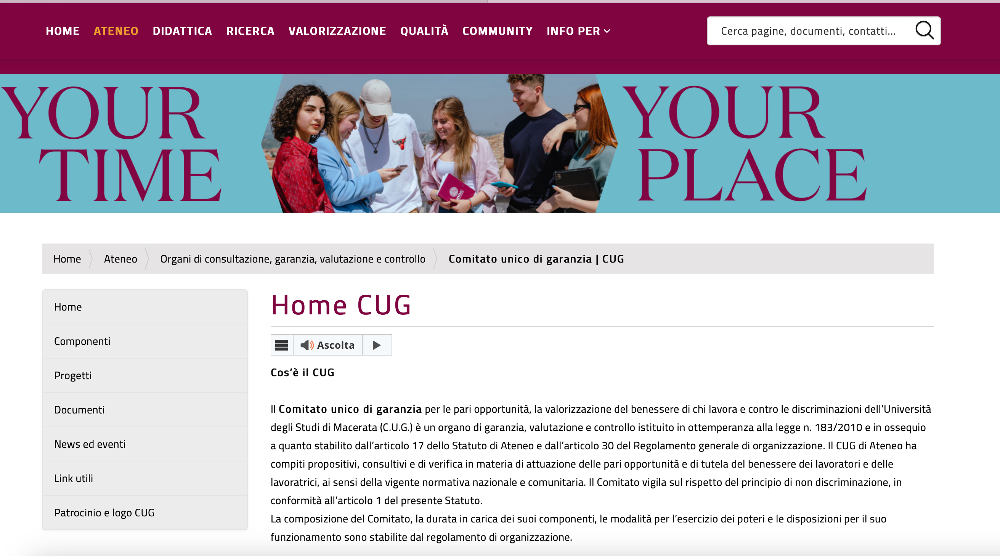 HOME ATENEO DIDATTICA RICERCA VALORIZZAZIONE QUALITÀ COMMUNITY INFO PER
Cerca pagine, documenti, contatti...
YOUR
TIME
YOUR
PLACE
Home Ateneo Organi di consultazione, garanzia, valutazione e controllo Comitato unico di garanzia | CUG
Home
Componenti
Progetti
Documenti
News ed eventi
Link utili
Patrocinio e logo CUG
Home CUG
Ascolta
Cos’è il CUG
Il Comitato unico di garanzia per le pari opportunità, la valorizzazione del benessere di chi lavora e contro le discriminazioni dell’Università
degli Studi di Macerata (C.U.G.) è un organo di garanzia, valutazione e controllo istituito in ottemperanza alla legge n. 183/2010 e in ossequio
a quanto stabilito dall’articolo 17 dello Statuto di Ateneo e dall’articolo 30 del Regolamento generale di organizzazione. Il CUG di Ateneo ha
compiti propositivi, consultivi e di verifica in materia di attuazione delle pari opportunità e di tutela del benessere dei lavoratori e delle
lavoratrici, ai sensi della vigente normativa nazionale e comunitaria. Il Comitato vigila sul rispetto del principio di non discriminazione, in
conformità all’articolo 1 del presente Statuto.
La composizione del Comitato, la durata in carica dei suoi componenti, le modalità per l’esercizio dei poteri e le disposizioni per il suo
funzionamento sono stabilite dal regolamento di organizzazione.